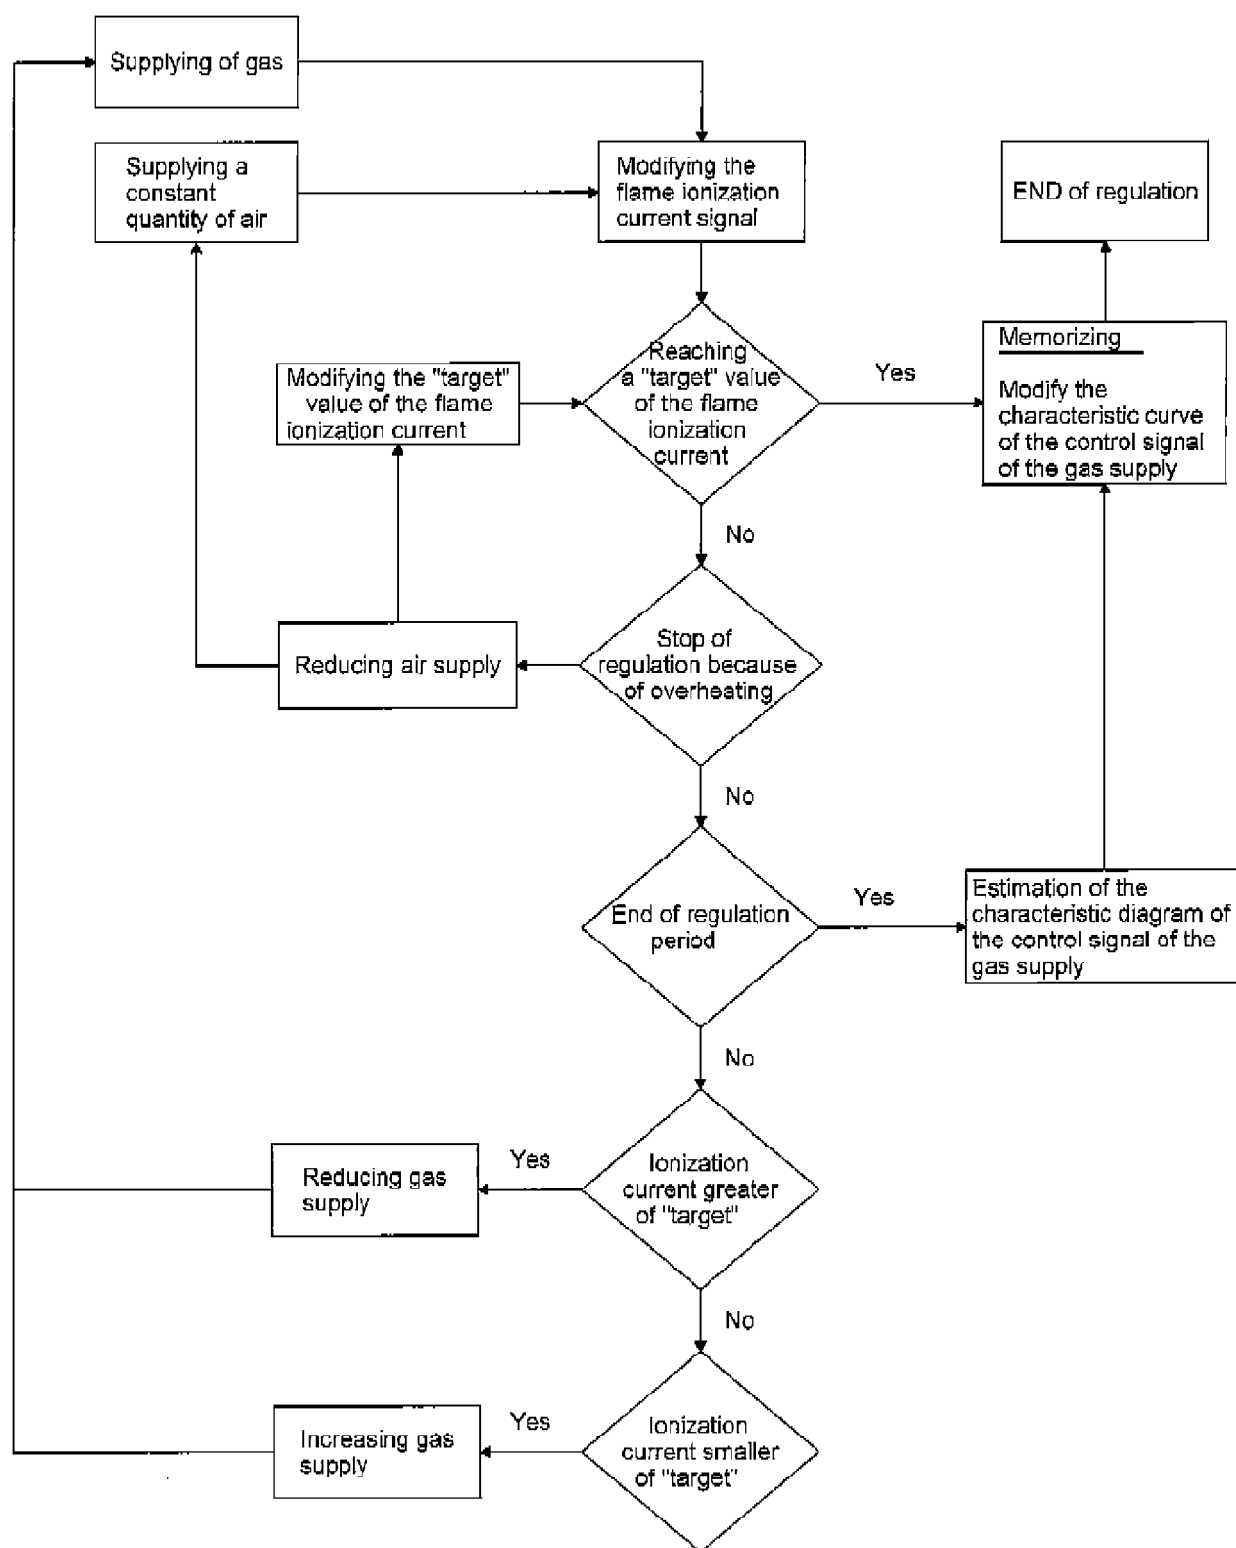 Supplying of gas
Supplying a
constant
quantity of air
Modifying the
flame ionization
current signal
END of regulation
Modifying the "target"
value of the flame
ionization current
Reaching
a "target" value
of the flame
ionization
current
Yes
Memorizing
Modify the
characteristic curve
of the control signal
of the gas supply
No
Reducing air supply
Stop of
regulation because
of overheating
No
End of regulation
period
Yes
Estimation of the
characteristic diagram of
the control signal of the
gas supply
No
Reducing gas
supply
Yes
Ionization
current greater
of "target"
No
Increasing gas
supply
Yes
Ionization
current smaller
of "target"